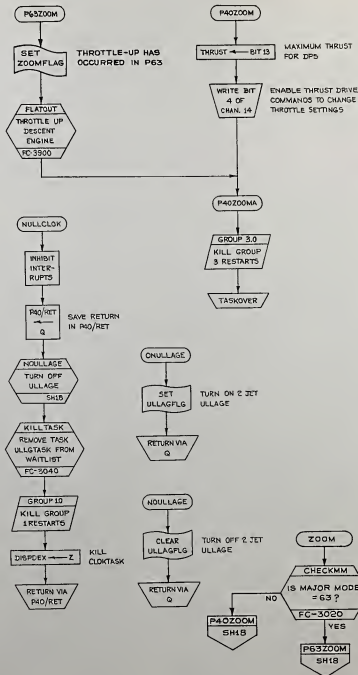 P63ZOOM
SET
ZOOMFLAG
THROTTLE-UP HAS
OCCURRED IN P63
FLATOUT
THROTTLE UP
DESCENT
ENGINE
FC-3900
P40ZOOM
THRUST ← BIT 13
MAXIMUM THRUST
FOR DPS
WRITE BIT
4 OF
CHAN. 14
ENABLE THRUST DRIVE
COMMANDS TO CHANGE
THROTTLE SETTINGS
P40ZOOMA
GROUP 3.0
KILL GROUP
3 RESTARTS
TASKOVER
NULLCLOK
INHIBIT
INTER-
RUPTS
P40/RET
←
Q
SAVE RETURN
IN P40/RET
NOULLAGE
TURN OFF
ULLAGE
SH18
KILLTASK
REMOVE TASK
ULLGTASK FROM
WAITLIST
FC-3040
GROUP 1.0
KILL GROUP
1 RESTARTS
DISPDEX ← Z
KILL
CLOKTASK
RETURN VIA
P40/RET
ONULLAGE
SET
ULLAGFLG
TURN ON 2 JET
ULLAGE
RETURN VIA
Q
NOULLAGE
CLEAR
ULLAGFLG
TURN OFF 2 JET
ULLAGE
RETURN VIA
Q
ZOOM
CHECKMM
IS MAJOR MODE
=63?
FC-3020
NO
YES
P40ZOOM
SH18
P63ZOOM
SH18